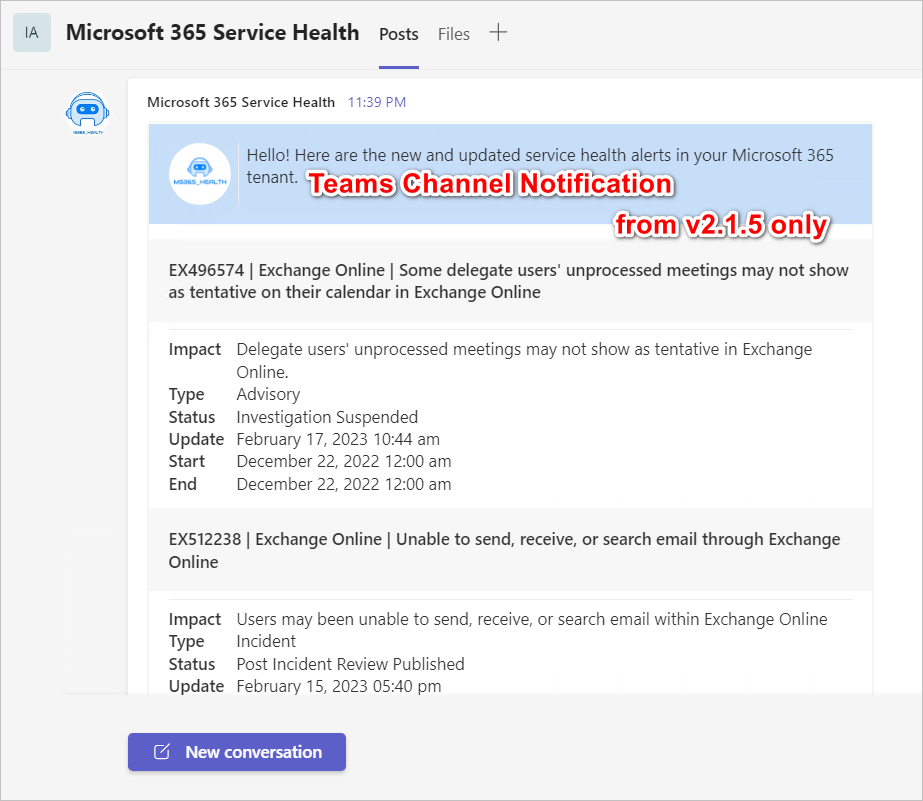 IA Microsoft 365 Service Health Posts Files
Microsoft 365 Service Health 11:39 PM
Hello! Here are the new and updated service health alerts in your Microsoft 365
tenant.
MS365_HEALTH
Teams Channel Notification
from v2.1.5 only
EX496574 | Exchange Online | Some delegate users' unprocessed meetings may not show
as tentative on their calendar in Exchange Online
Impact Delegate users' unprocessed meetings may not show as tentative in Exchange
Online.
Type Advisory
Status Investigation Suspended
Update February 17, 2023 10:44 am
Start December 22, 2022 12:00 am
End December 22, 2022 12:00 am
EX512238 | Exchange Online | Unable to send, receive, or search email through Exchange
Online
Impact Users may been unable to send, receive, or search email within Exchange Online
Type Incident
Status Post Incident Review Published
Update February 15, 2023 05:40 pm
New conversation